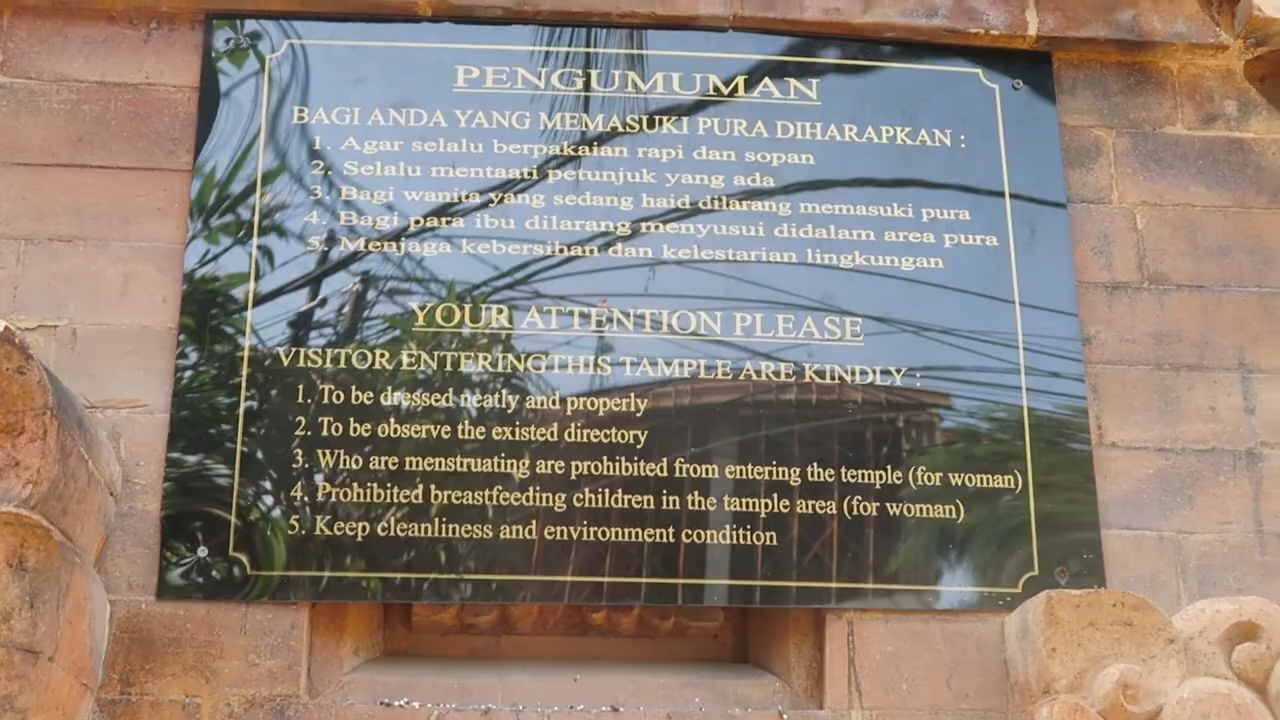 PENGUMUMAN
BAGI ANDA YANG MEMASUKI PURA DIHARAPKAN :
1. Agar selalu berpakaian rapi dan sopan
2. Selalu mentaati petunjuk yang ada
3. Bagi wanita yang sedang haid dilarang memasuki pura
4. Bagi para ibu dilarang menyusui didalam area pura
5. Menjaga kebersihan dan kelestarian lingkungan
YOUR ATTENTION PLEASE
VISITOR ENTERINGTHIS TAMPLE ARE KINDLY :
1. To be dressed neatly and properly
2. To be observe the existed directory
3. Who are menstruating are prohibited from entering the temple (for woman)
4. Prohibited breastfeeding children in the tample area (for woman)
5. Keep cleanliness and environment condition